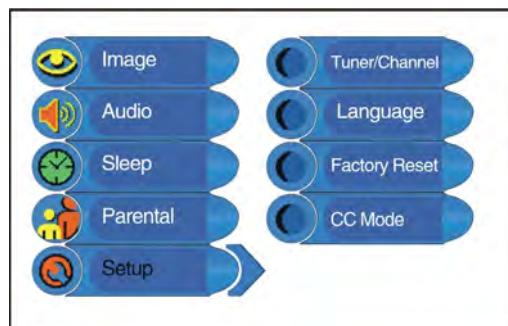 Image
Audio
Sleep
Parental
Setup
Tuner/Channel
Language
Factory Reset
CC Mode